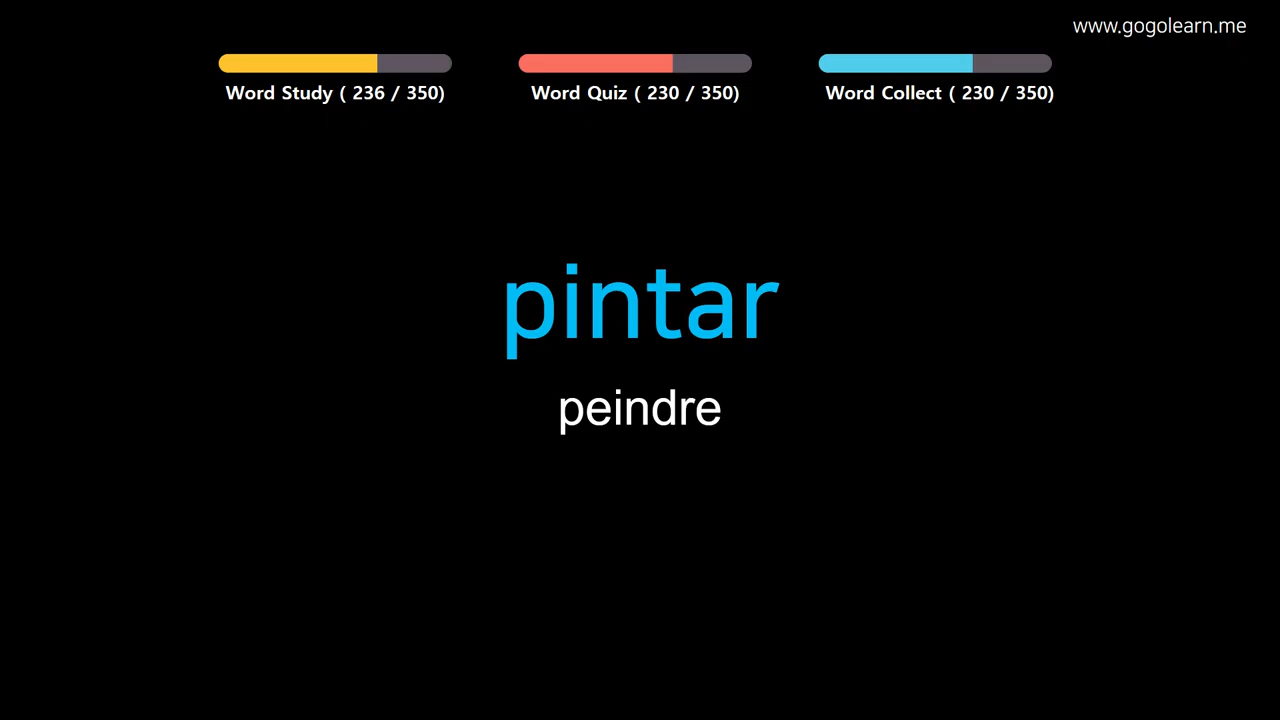 www.gogolearn.me
Word Study ( 236 / 350)
Word Quiz ( 230 / 350)
Word Collect ( 230 / 350)
pintar
peindre